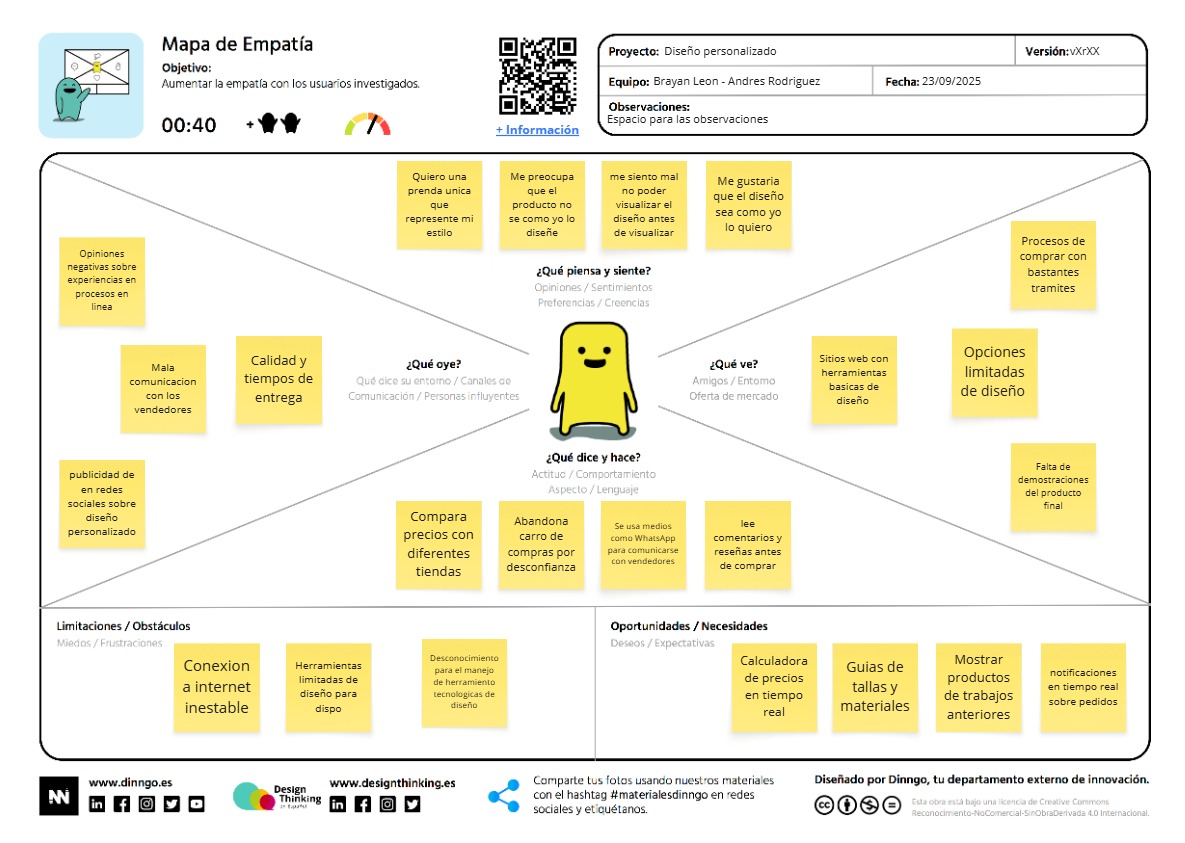 Mapa de Empatía
Objetivo:
Aumentar la empatía con los usuarios investigados.
00:40
+
+ Información
Proyecto: Diseño personalizado
Versión: vXrXX
Equipo: Brayan Leon - Andres Rodriguez
Fecha: 23/09/2025
Observaciones:
Espacio para las observaciones
Quiero una
prenda unica
que
represente mi
estilo
Me preocupa
que el
producto no
se como yo lo
diseñe
me siento mal
no poder
visualizar el
diseño antes
de visualizar
Me gustaria
que el diseño
sea como yo
lo quiero
¿Qué piensa y siente?
Opiniones / Sentimientos
Preferencias / Creencias
Opiniones
negativas sobre
experiencias en
procesos en
linea
Mala
comunicacion
con los
vendedores
Calidad y
tiempos de
entrega
publicidad de
en redes
sociales sobre
diseño
personalizado
¿Qué oye?
Qué dice su entorno / Canales de
Comunicación / Personas influyentes
¿Qué ve?
Amigos / Entorno
Oferta de mercado
Procesos de
comprar con
bastantes
tramites
Sitios web con
herramientas
basicas de
diseño
Opciones
limitadas
de diseño
Falta de
demostraciones
del producto
final
¿Qué dice y hace?
Actitud / Comportamiento
Aspecto / Lenguaje
Compara
precios con
diferentes
tiendas
Abandona
carro de
compras por
desconfianza
Se usa medios
como WhatsApp
para comunicarse
con vendedores
lee
comentarios y
reseñas antes
de comprar
Limitaciones / Obstáculos
Miedos / Frustraciones
Conexion
a internet
inestable
Herramientas
limitadas de
diseño para
dispo
Desconocimiento
para el manejo
de herramiento
tecnologicas de
diseño
Oportunidades / Necesidades
Deseos / Expectativas
Calculadora
de precios
en tiempo
real
Guias de
tallas y
materiales
Mostrar
productos
de trabajos
anteriores
notificaciones
en tiempo real
sobre pedidos
www.dinngo.es
Design
Thinking
en Español
www.designthinking.es
Comparte tus fotos usando nuestros materiales
con el hashtag #materialesdinngo en redes
sociales y etiquétanos.
Diseñado por Dinngo, tu departamento externo de innovación.
Esta obra está bajo una licencia de Creative Commons
Reconocimiento-NoComercial-SinObraDerivada 4.0 Internacional.